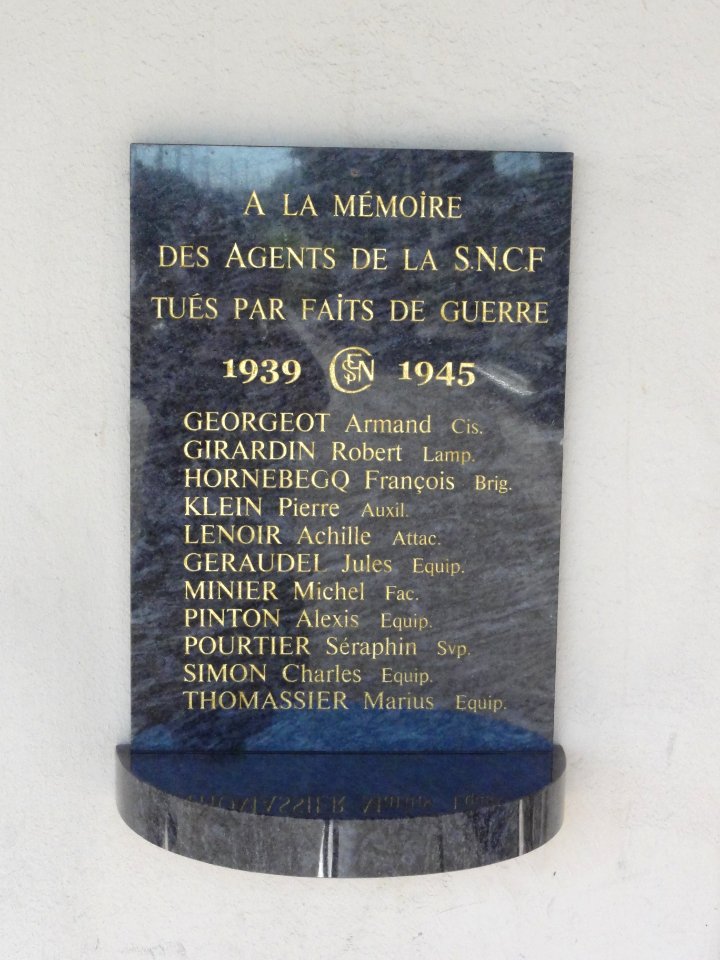 A LA MÉMOIRE
DES AGENTS DE LA S.N.C.F
TUÉS PAR FAITS DE GUERRE
1939 SNCF 1945
GEORGEOT Armand Cis.
GIRARDIN Robert Lamp.
HORNEBEGQ François Brig.
KLEIN Pierre Auxil.
LENOIR Achille Attac.
GERAUDEL Jules Equip.
MINIER Michel Fac.
PINTON Alexis Equip.
POURTIER Séraphin Svp.
SIMON Charles Equip.
THOMASSIER Marius Equip.